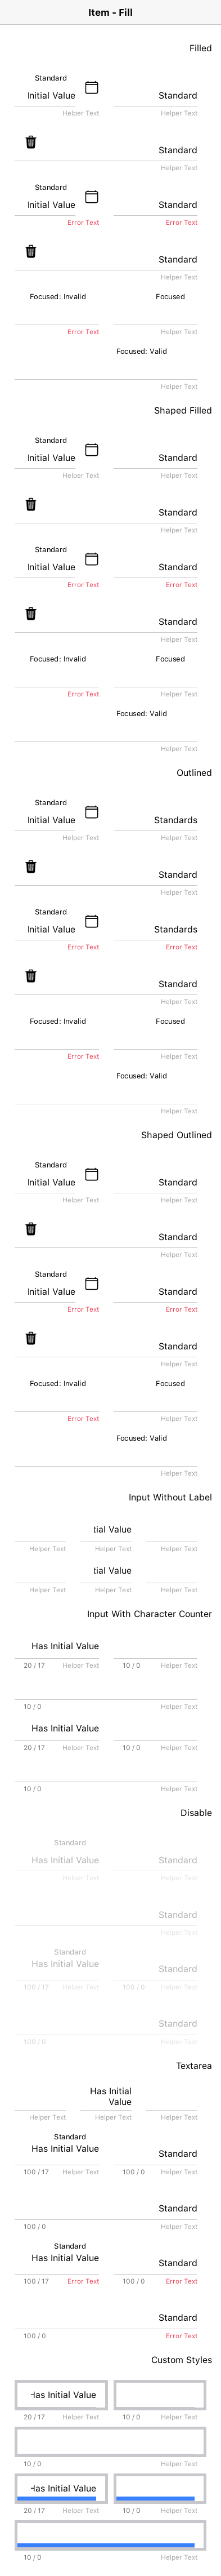 Item - Fill
Filled
Standard
Initial Value
Standard
Helper Text
Helper Text
Standard
Helper Text
Standard
Initial Value
Standard
Error Text
Error Text
Standard
Helper Text
Focused: Invalid
Focused
Error Text
Helper Text
Focused: Valid
Helper Text
Shaped Filled
Standard
Initial Value
Standard
Helper Text
Helper Text
Standard
Helper Text
Standard
Initial Value
Standard
Error Text
Error Text
Standard
Helper Text
Focused: Invalid
Focused
Error Text
Helper Text
Focused: Valid
Helper Text
Outlined
Standard
Initial Value
Standards
Helper Text
Helper Text
Standard
Helper Text
Standard
Initial Value
Standards
Error Text
Error Text
Standard
Helper Text
Focused: Invalid
Focused
Error Text
Helper Text
Focused: Valid
Helper Text
Shaped Outlined
Standard
Initial Value
Standard
Helper Text
Helper Text
Standard
Helper Text
Standard
Initial Value
Standard
Error Text
Error Text
Standard
Helper Text
Focused: Invalid
Focused
Error Text
Helper Text
Focused: Valid
Helper Text
Input Without Label
tial Value
Helper Text
Helper Text
Helper Text
tial Value
Helper Text
Helper Text
Helper Text
Input With Character Counter
Has Initial Value
20 / 17
Helper Text
10 / 0
Helper Text
10 / 0
Helper Text
Has Initial Value
20 / 17
Helper Text
10 / 0
Helper Text
10 / 0
Helper Text
Disable
Standard
Has Initial Value
Standard
Helper Text
Helper Text
Standard
Helper Text
Standard
Has Initial Value
Standard
100 / 17
Helper Text
100 / 0
Helper Text
Standard
100 / 0
Helper Text
Textarea
Has Initial
Value
Helper Text
Helper Text
Helper Text
Standard
Has Initial Value
Standard
100 / 17
Helper Text
100 / 0
Helper Text
Standard
100 / 0
Helper Text
Standard
Has Initial Value
Standard
100 / 17
Error Text
100 / 0
Error Text
Standard
100 / 0
Error Text
Custom Styles
Has Initial Value
20 / 17
Helper Text
10 / 0
Helper Text
10 / 0
Helper Text
Has Initial Value
20 / 17
Helper Text
10 / 0
Helper Text
10 / 0
Helper Text